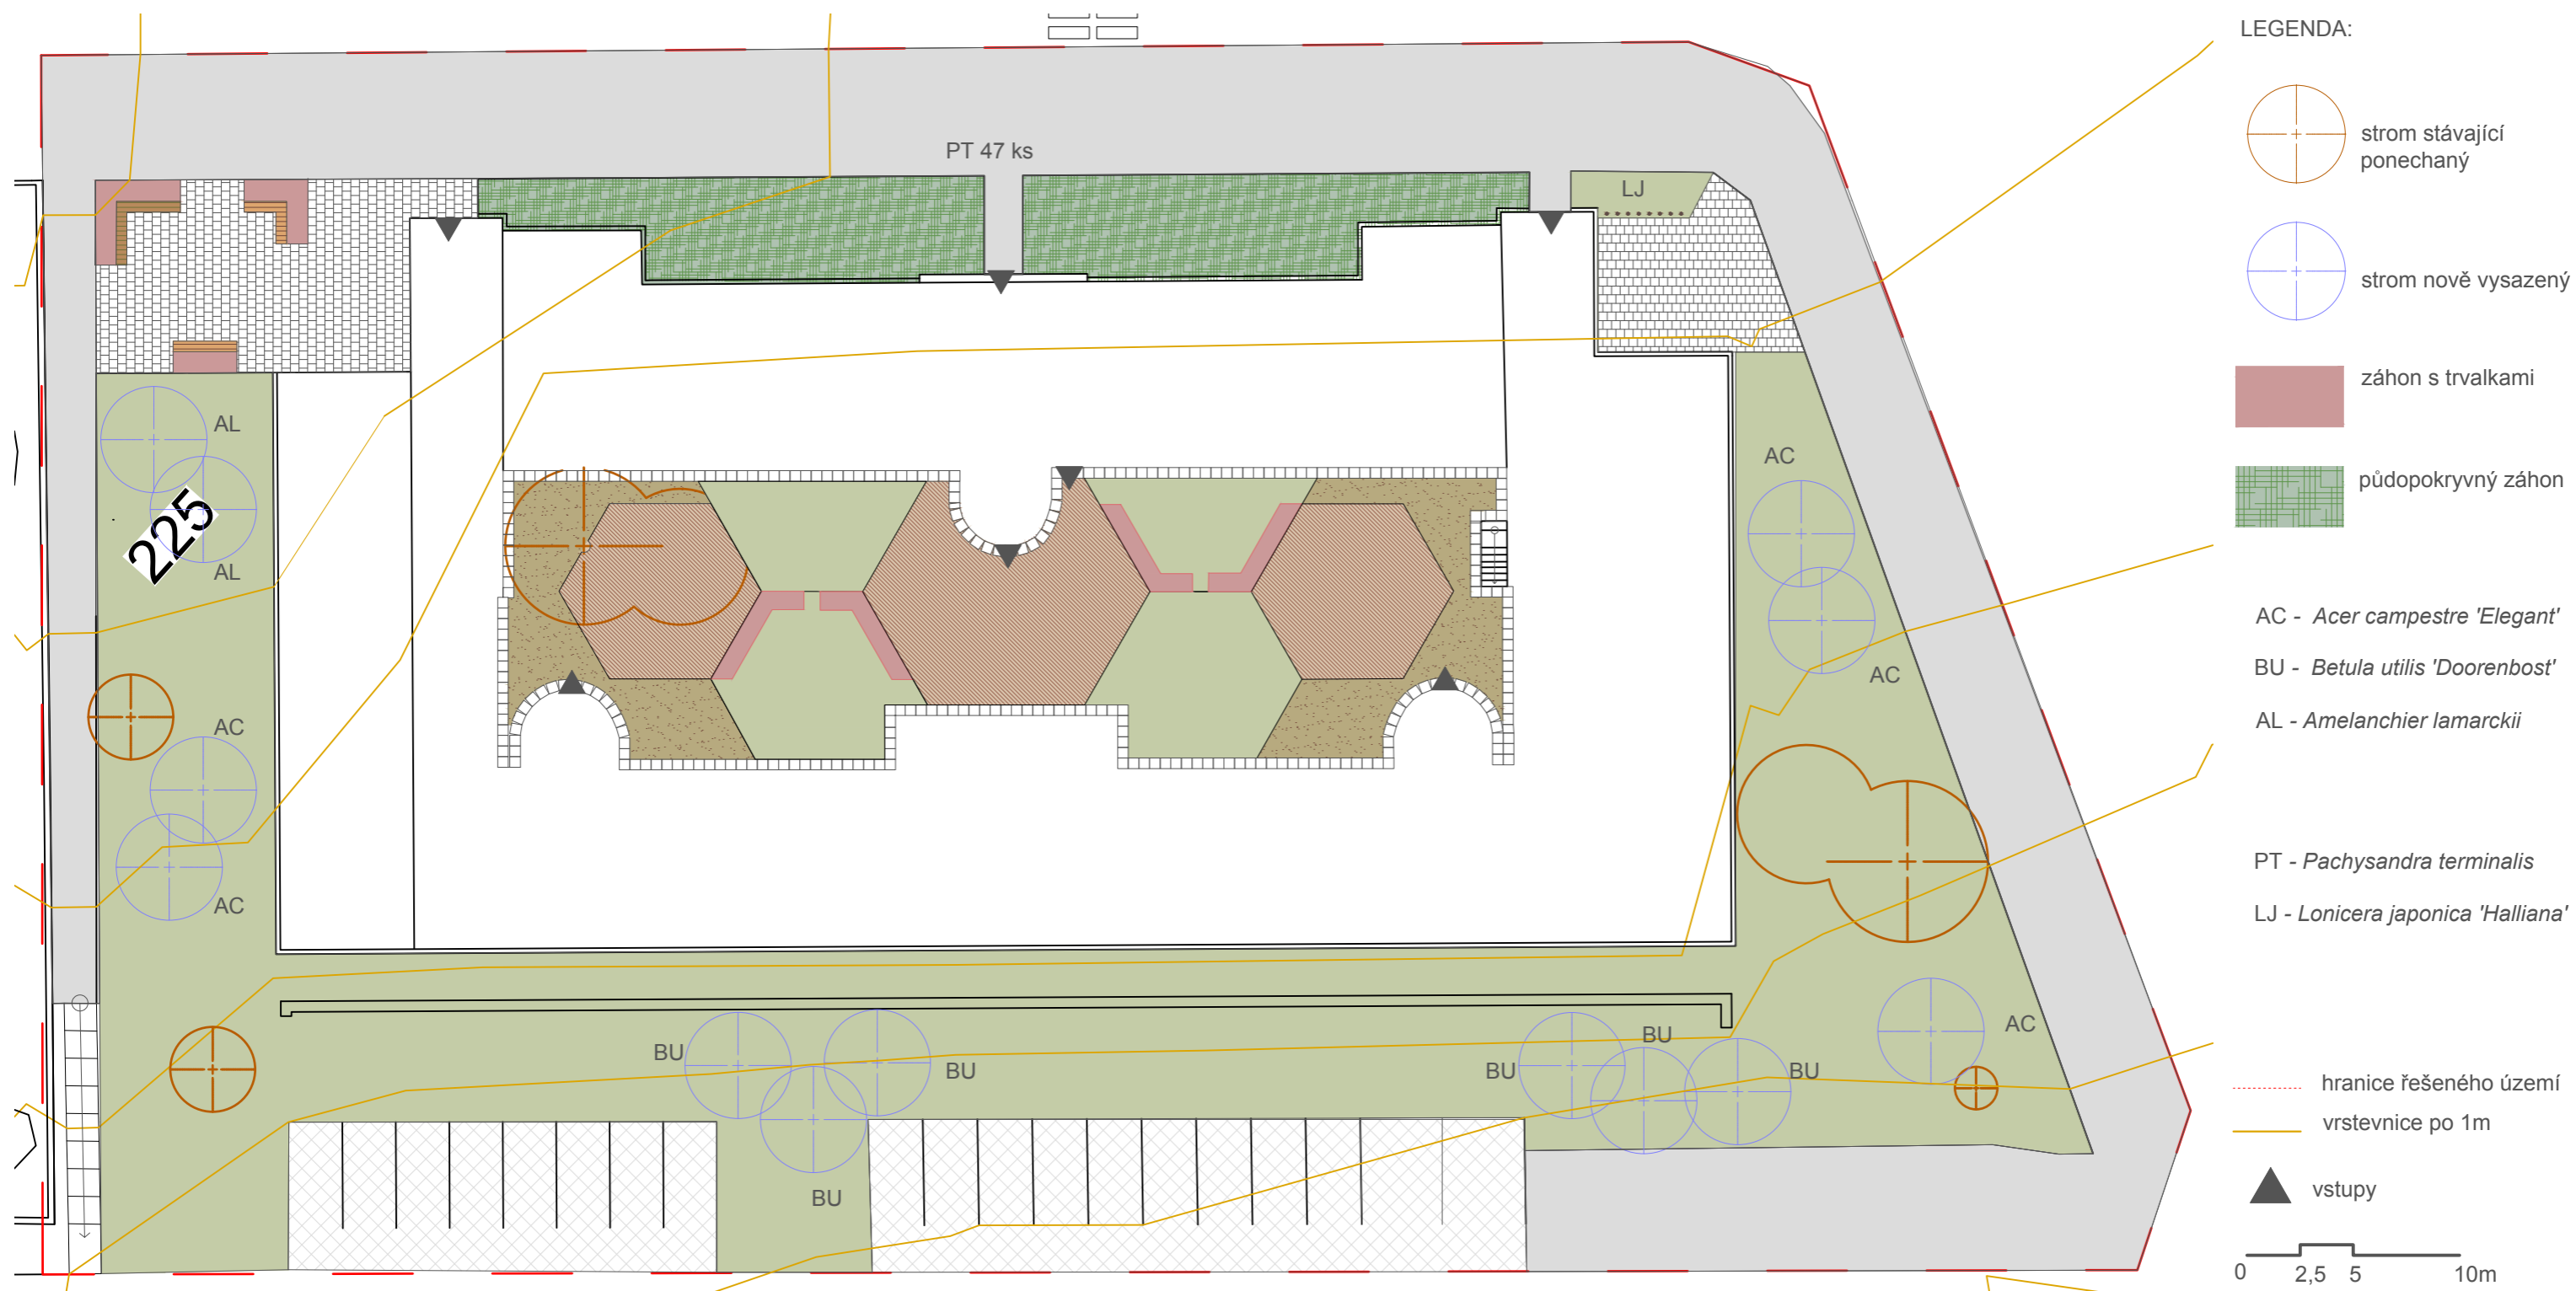 LEGENDA:
strom stávající
ponechaný
strom nově vysazený
záhon s trvalkami
půdopokryvný záhon
AC - Acer campestre 'Elegant'
BU - Betula utilis 'Doorenbost'
AL - Amelanchier lamarckii
PT - Pachysandra terminalis
LJ - Lonicera japonica 'Halliana'
hranice řešeného území
vrstevnice po 1m
vstupy
0 2,5 5 10m
PT 47 ks
LJ
AL
225
AL
AC
AC
AC
AC
AC
BU
BU
BU
BU
BU
BU